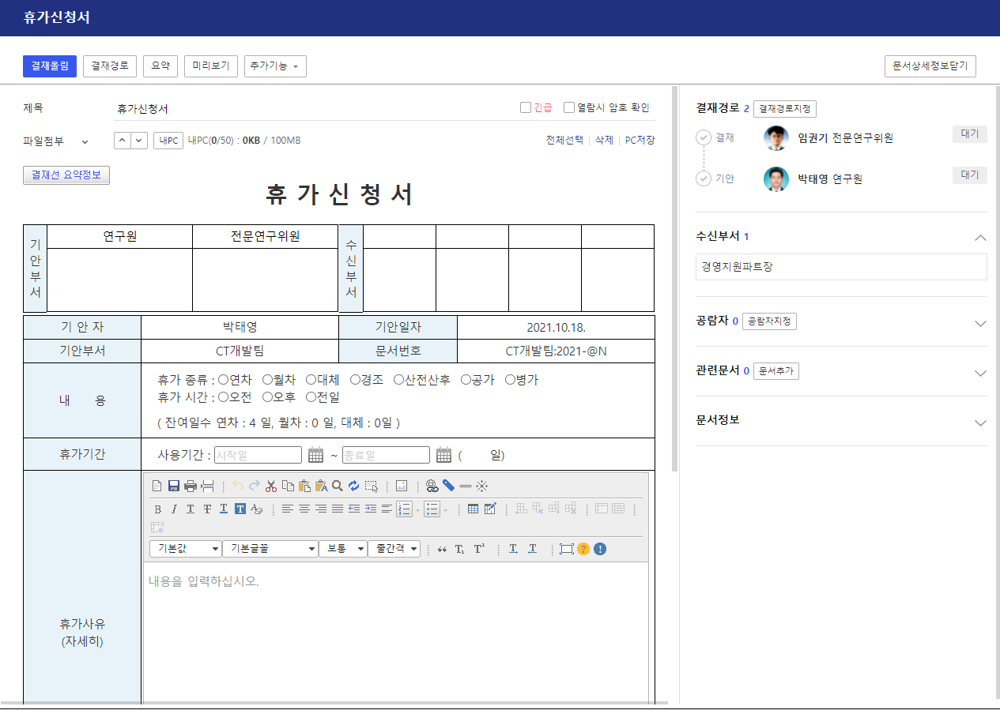 휴가신청서
결재올림 결재경로 요약 미리보기 추가기능 문서상세정보닫기
제목 휴가신청서 긴급 열람시 암호 확인
파일첨부 내PC 내PC(0/50) : 0KB / 100MB 전체선택 삭제 PC저장
결재선 요약정보
휴 가 신 청 서
기안부서 연구원 전문연구위원 수신부서
기 안 자 박태영 기안일자 2021.10.18.
기안부서 CT개발팀 문서번호 CT개발팀:2021-@N
내 용
휴가 종류 : 연차 월차 대체 경조 산전산후 공가 병가
휴가 시간 : 오전 오후 전일
( 잔여일수 연차 : 4 일, 월차 : 0 일, 대체 : 0일 )
휴가기간 사용기간 : 시작일 ~ 종료일 ( 일)
기본값 기본글꼴 보통 줄간격
내용을 입력하십시오.
휴가사유
(자세히)
결재경로 2 결재경로지정
결재 임권기 전문연구위원 대기
기안 박태영 연구원 대기
수신부서 1
경영지원파트장
공람자 0 공람자지정
관련문서 0 문서추가
문서정보